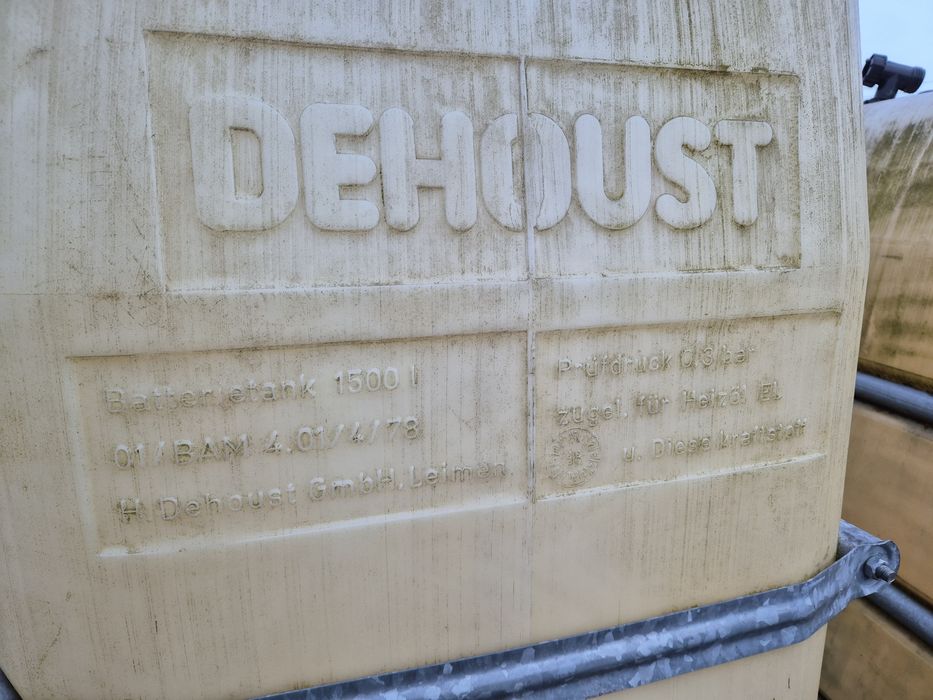 DEHOUST
Batterietank 1500 l
01/BAM 4.01/4/78
H. Dehoust GmbH, Leimen
Prüfdruck 0,3 bar
zugel. für Heizöl EL
u. Dieselkraftstoff